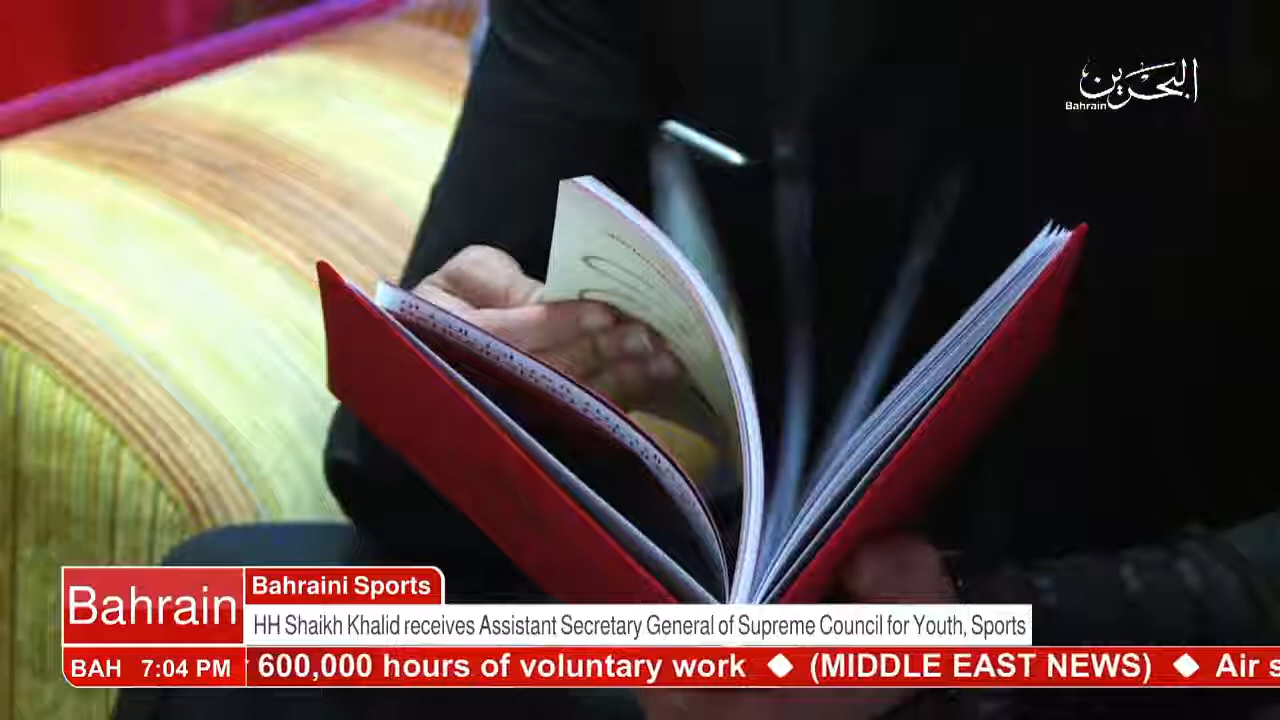 البحرين
Bahrain
Bahraini Sports
Bahrain
HH Shaikh Khalid receives Assistant Secretary General of Supreme Council for Youth, Sports
BAH 7:04 PM
600,000 hours of voluntary work ◆ (MIDDLE EAST NEWS) ◆ Air s